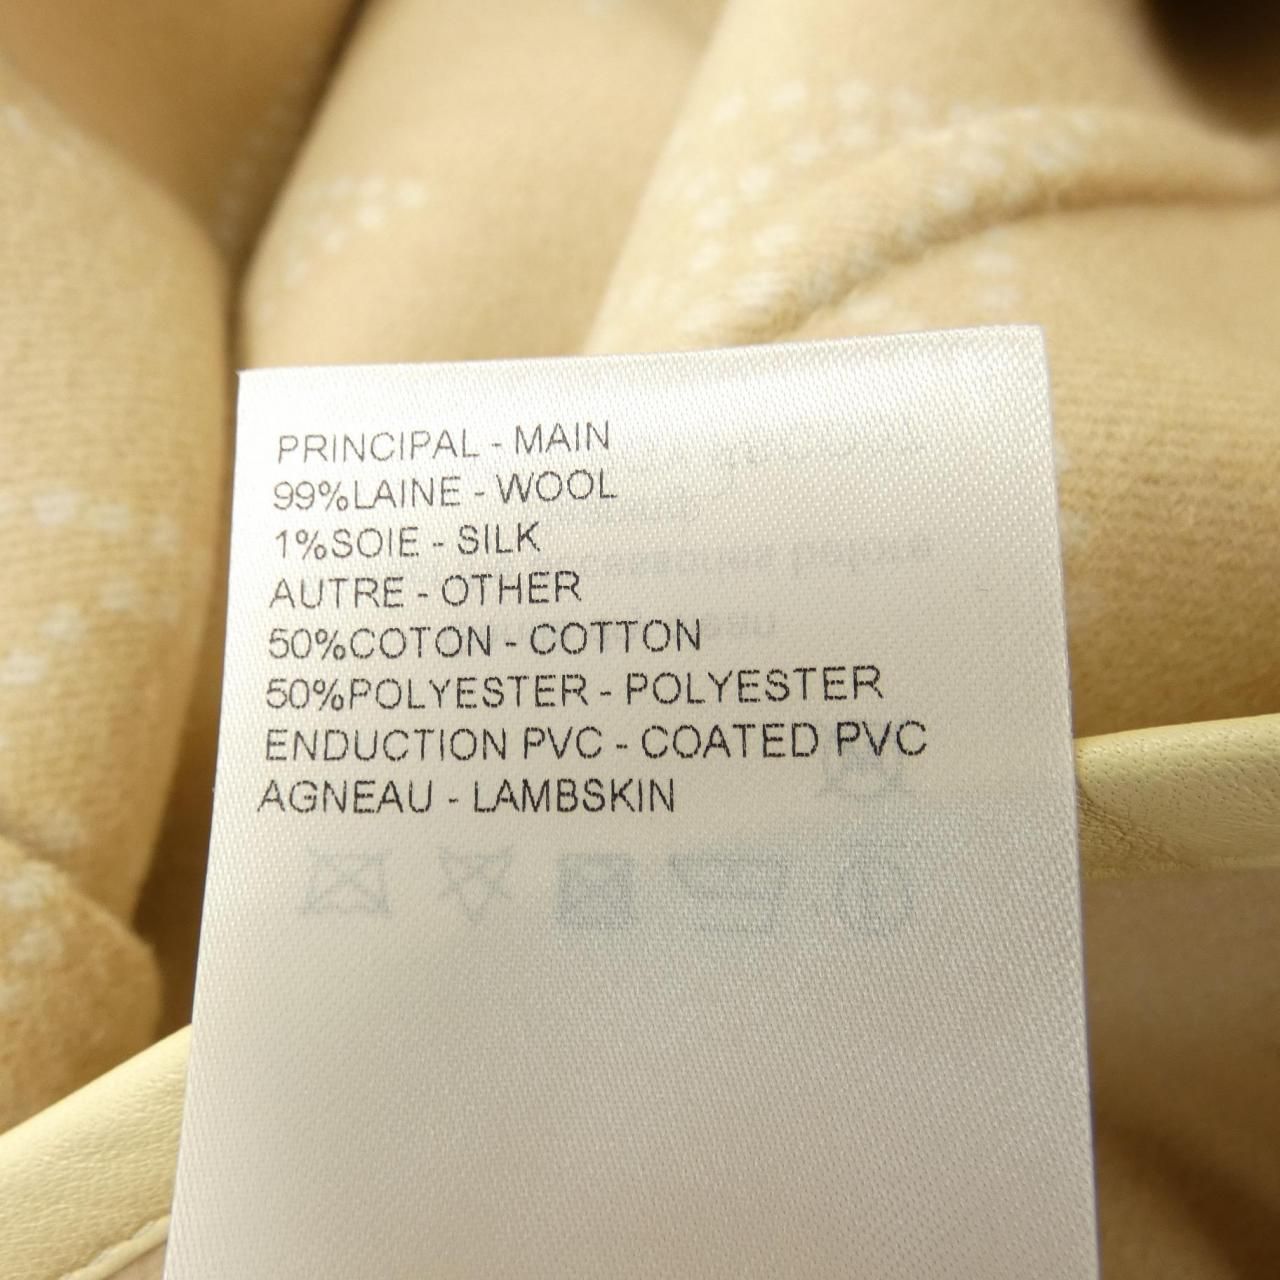 PRINCIPAL - MAIN
99%LAINE - WOOL
1%SOIE - SILK
AUTRE - OTHER
50%COTON - COTTON
50%POLYESTER - POLYESTER
ENDUCTION PVC - COATED PVC
AGNEAU - LAMBSKIN